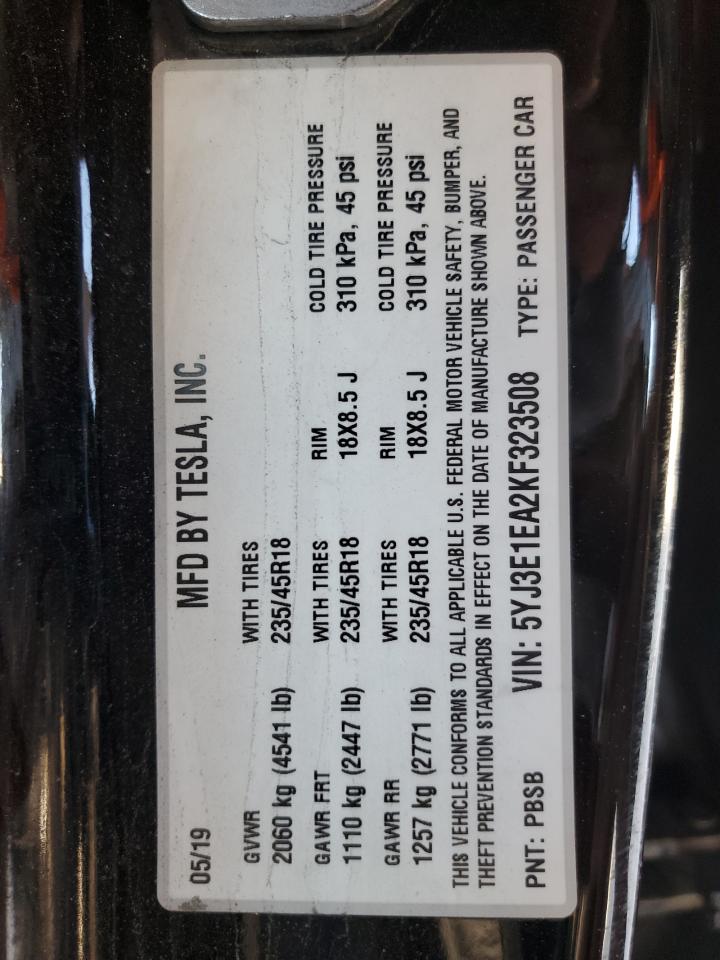 MFD BY TESLA, INC.
05/19
GVWR WITH TIRES
2060 kg (4541 lb) 235/45R18
GAWR FRT WITH TIRES RIM COLD TIRE PRESSURE
1110 kg (2447 lb) 235/45R18 18X8.5 J 310 kPa, 45 psi
GAWR RR WITH TIRES RIM COLD TIRE PRESSURE
1257 kg (2771 lb) 235/45R18 18X8.5 J 310 kPa, 45 psi
THIS VEHICLE CONFORMS TO ALL APPLICABLE U.S. FEDERAL MOTOR VEHICLE SAFETY, BUMPER, AND
THEFT PREVENTION STANDARDS IN EFFECT ON THE DATE OF MANUFACTURE SHOWN ABOVE.
PNT: PBSB VIN: 5YJ3E1EA2KF323508 TYPE: PASSENGER CAR